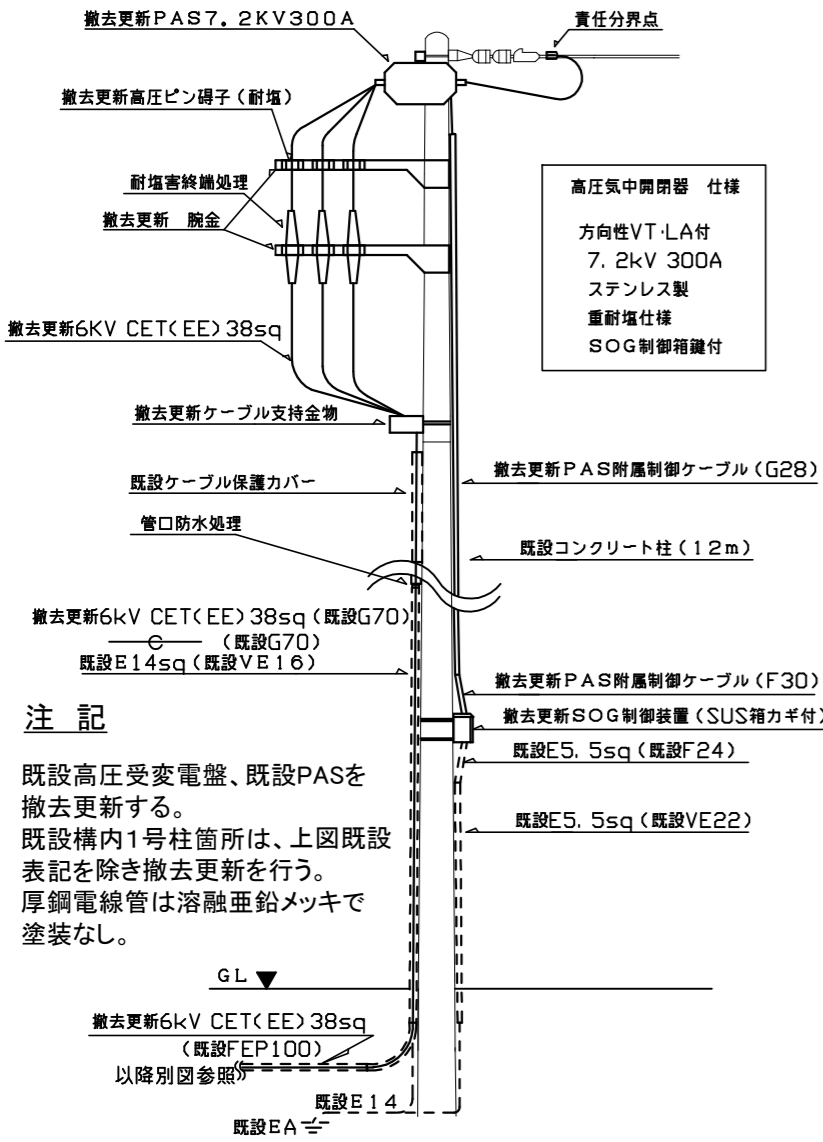 撤去更新PAS7．2KV300A
責任分界点
撤去更新高圧ピン碍子（耐塩）
耐塩害終端処理
撤去更新　腕金
高圧気中開閉器　仕様
方向性VT･LA付
7．2kV 300A
ステンレス製
重耐塩仕様
SOG制御箱鍵付
撤去更新6KV CET(EE)38sq
撤去更新ケーブル支持金物
既設ケーブル保護カバー
撤去更新PAS附属制御ケーブル(G28)
管口防水処理
既設コンクリート柱（12m）
撤去更新6kV CET(EE)38sq(既設G70)
C　(既設G70)
既設E14sq(既設VE16)
撤去更新PAS附属制御ケーブル(F30)
撤去更新SOG制御装置(SUS箱カギ付)
既設E5．5sq(既設F24)
既設E5．5sq(既設VE22)
注　記
既設高圧受変電盤、既設PASを
撤去更新する。
既設構内1号柱箇所は、上図既設
表記を除き撤去更新を行う。
厚鋼電線管は溶融亜鉛メッキで
塗装なし。
GL
撤去更新6kV CET(EE)38sq
(既設FEP100)
以降別図参照
既設E14
既設EA